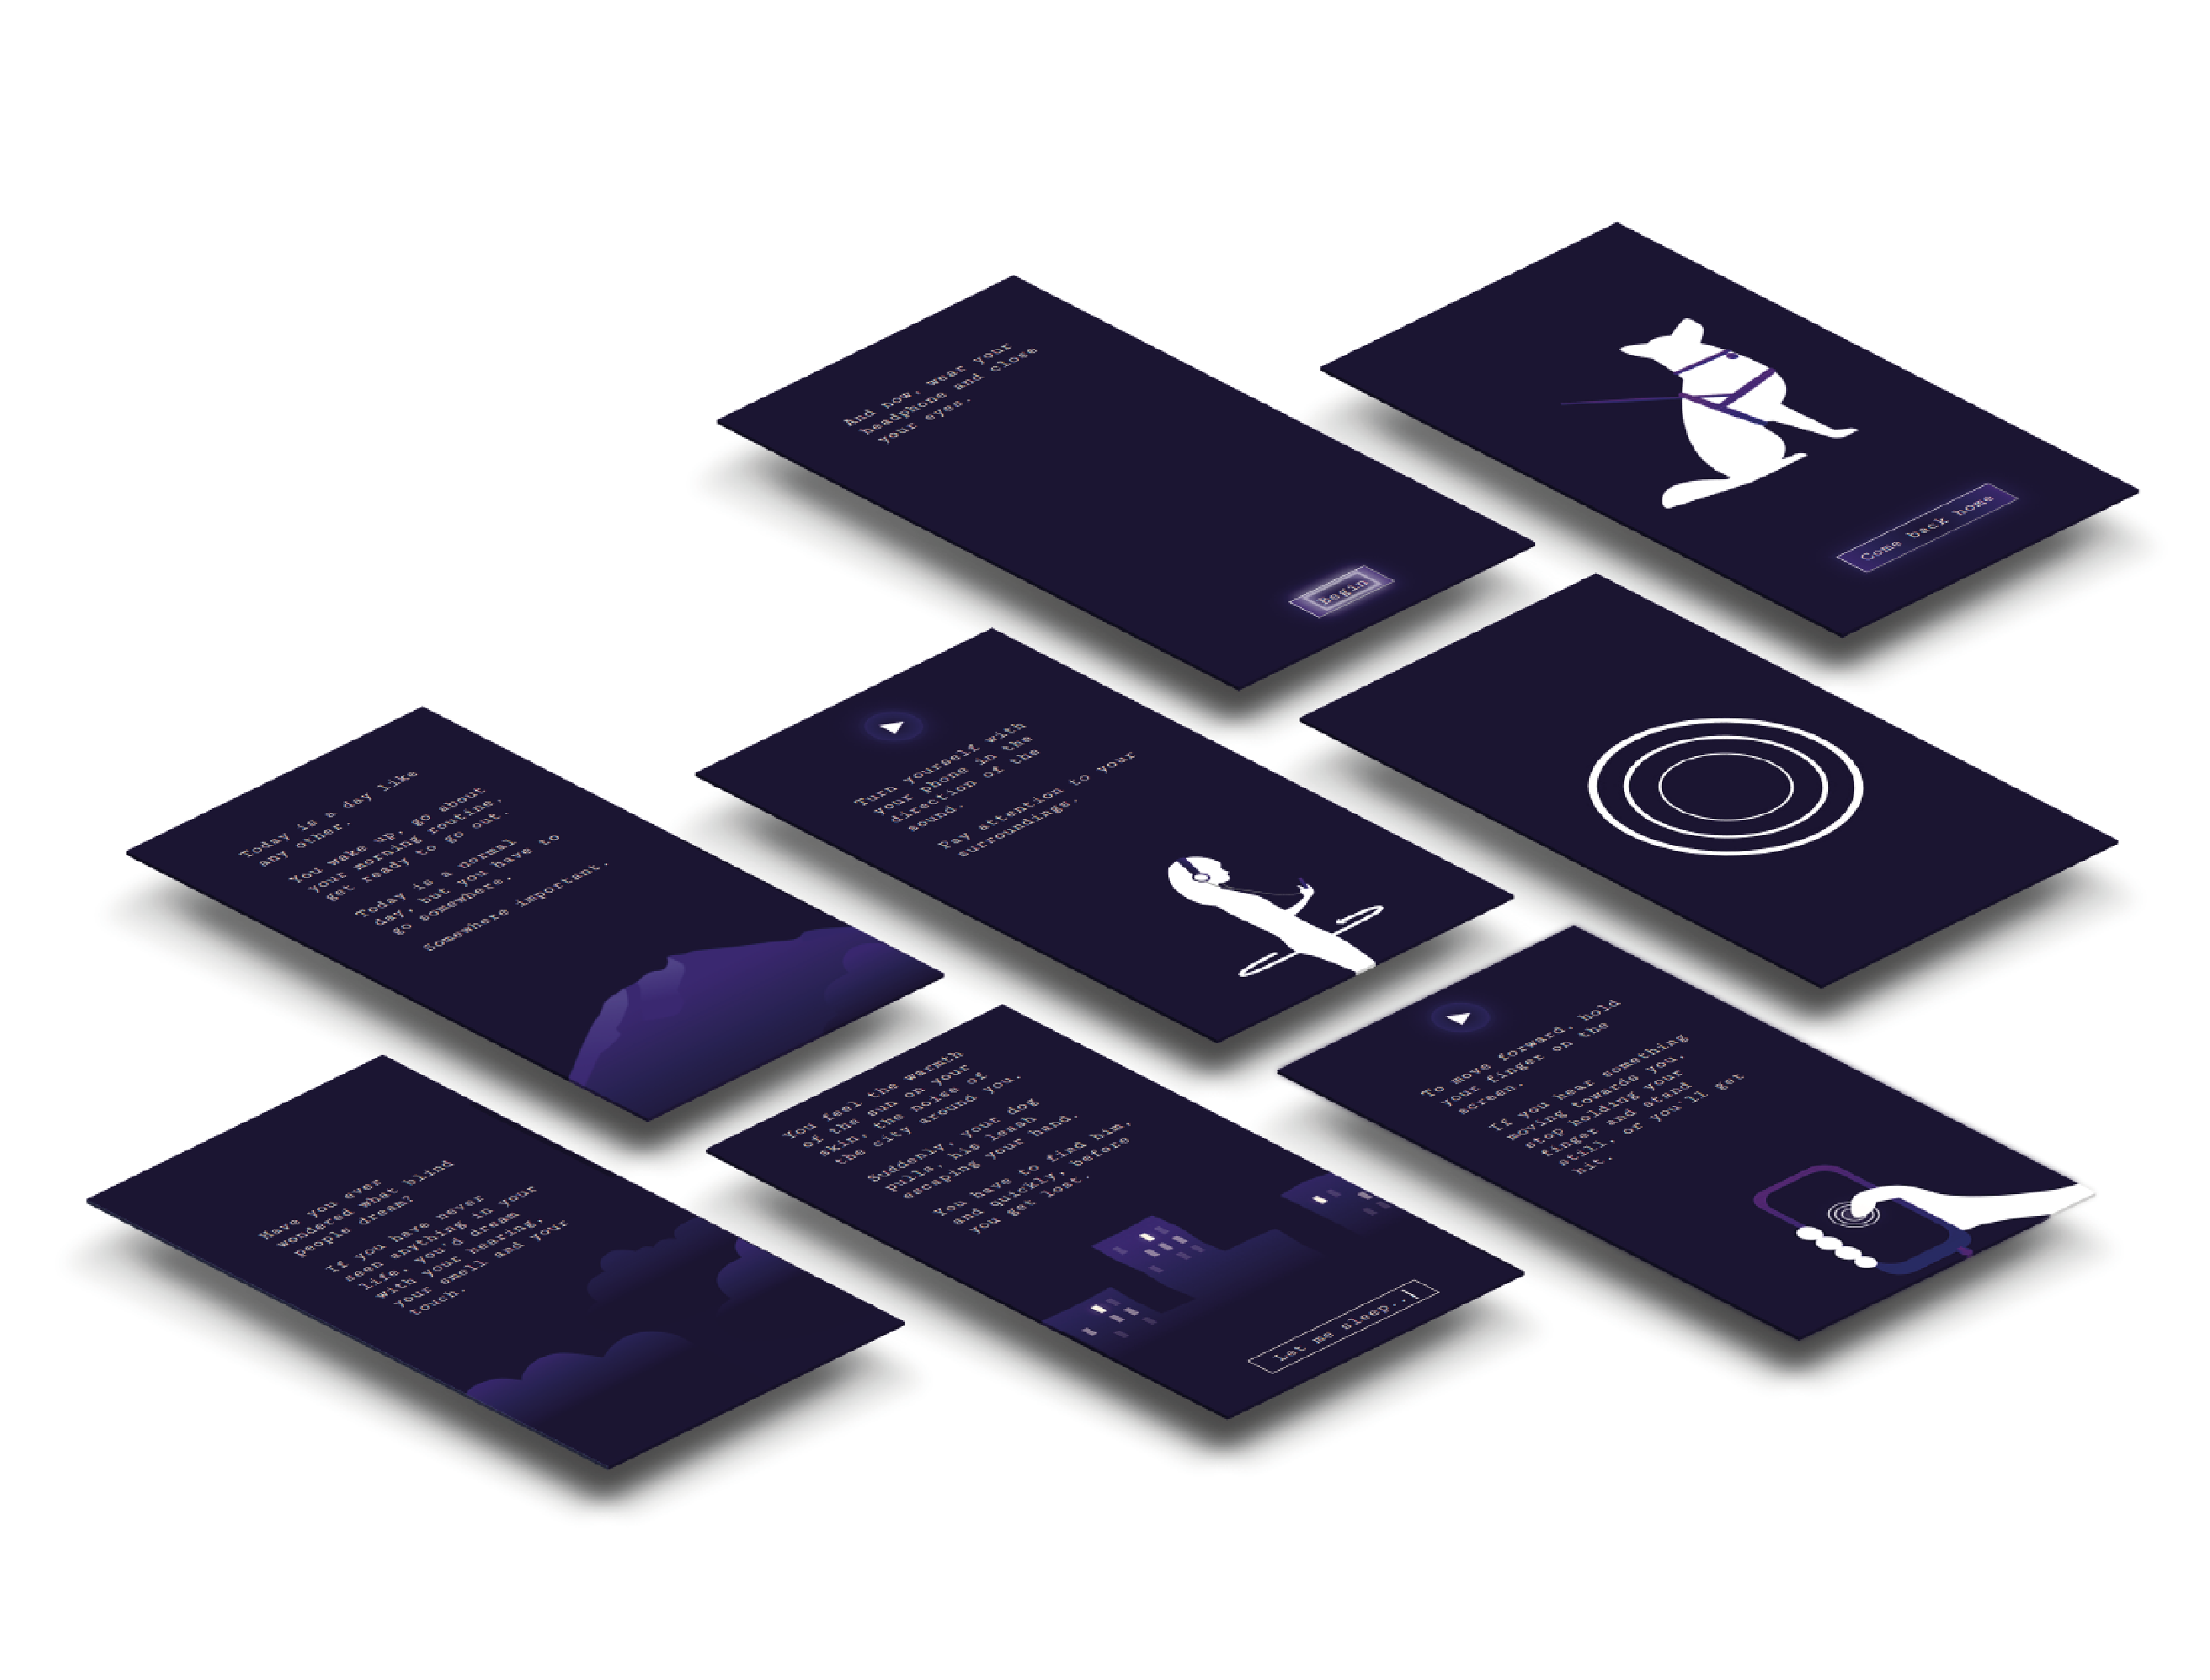 Have you ever
wondered what blind
people dream?
If you have never
seen anything in your
life, you'd dream
with your hearing,
your smell and your
touch.
Today is a day like
any other.
You wake up, go about
your morning routine,
get ready to go out.
Today is a normal
day, but you have to
go somewhere.
Somewhere important.
You feel the warmth
of the sun on your
skin, the noise of
the city around you.
Suddenly, your dog
pulls, his leash
escaping your hand.
You have to find him,
and quickly, before
you get lost.
Let me sleep..
Turn yourself with
your phone in the
direction of the
sound.
Pay attention to your
surroundings.
To move forward, hold
your finger on the
screen.
If you hear something
moving towards you,
stop holding your
finger and stand
still, or you'll get
hit.
And now, wear your
headphone and close
your eyes.
Begin
Come back home